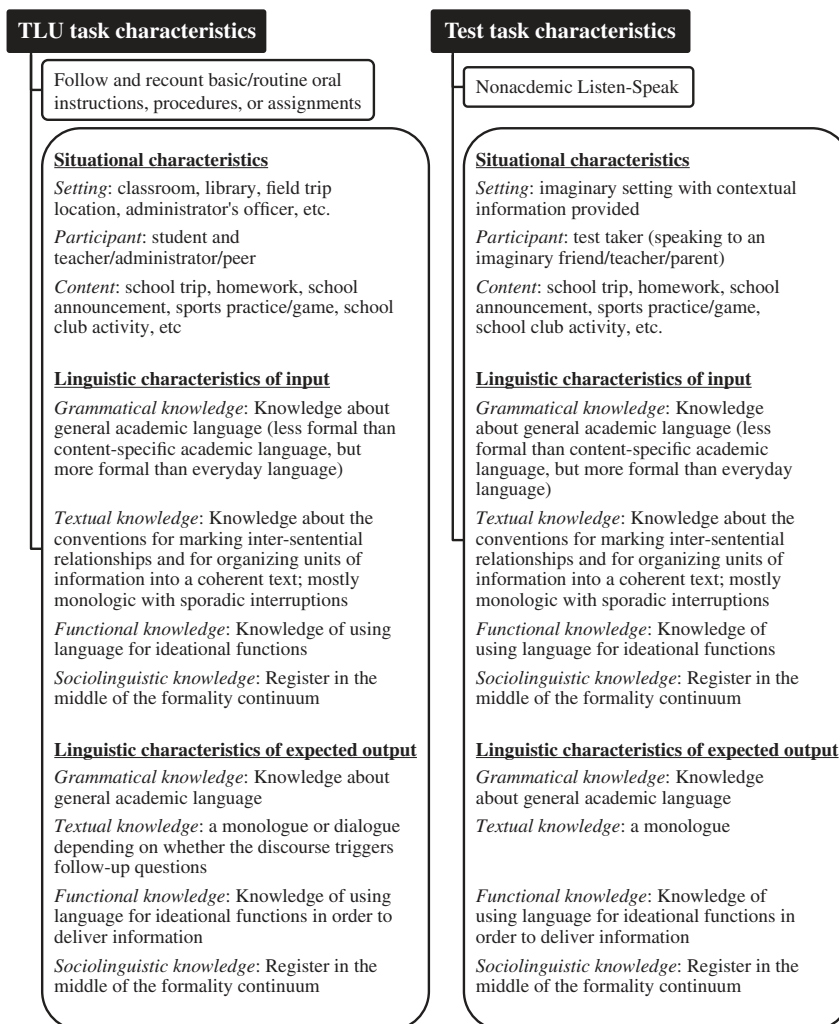 TLU task characteristics
Follow and recount basic/routine oral
instructions, procedures, or assignments
Situational characteristics
Setting: classroom, library, field trip
location, administrator's officer, etc.
Participant: student and
teacher/administrator/peer
Content: school trip, homework, school
announcement, sports practice/game, school
club activity, etc
Linguistic characteristics of input
Grammatical knowledge: Knowledge about
general academic language (less formal than
content-specific academic language, but
more formal than everyday language)
Textual knowledge: Knowledge about the
conventions for marking inter-sentential
relationships and for organizing units of
information into a coherent text; mostly
monologic with sporadic interruptions
Functional knowledge: Knowledge of using
language for ideational functions
Sociolinguistic knowledge: Register in the
middle of the formality continuum
Linguistic characteristics of expected output
Grammatical knowledge: Knowledge about
general academic language
Textual knowledge: a monologue or dialogue
depending on whether the discourse triggers
follow-up questions
Functional knowledge: Knowledge of using
language for ideational functions in order to
deliver information
Sociolinguistic knowledge: Register in the
middle of the formality continuum
Test task characteristics
Nonacdemic Listen-Speak
Situational characteristics
Setting: imaginary setting with contextual
information provided
Participant: test taker (speaking to an
imaginary friend/teacher/parent)
Content: school trip, homework, school
announcement, sports practice/game,
school club activity, etc.
Linguistic characteristics of input
Grammatical knowledge: Knowledge
about general academic language (less
formal than content-specific academic
language, but more formal than everyday
language)
Textual knowledge: Knowledge about the
conventions for marking inter-sentential
relationships and for organizing units of
information into a coherent text; mostly
monologic with sporadic interruptions
Functional knowledge: Knowledge of
using language for ideational functions
Sociolinguistic knowledge: Register in the
middle of the formality continuum
Linguistic characteristics of expected output
Grammatical knowledge: Knowledge
about general academic language
Textual knowledge: a monologue
Functional knowledge: Knowledge of
using language for ideational functions in
order to deliver information
Sociolinguistic knowledge: Register in the
middle of the formality continuum